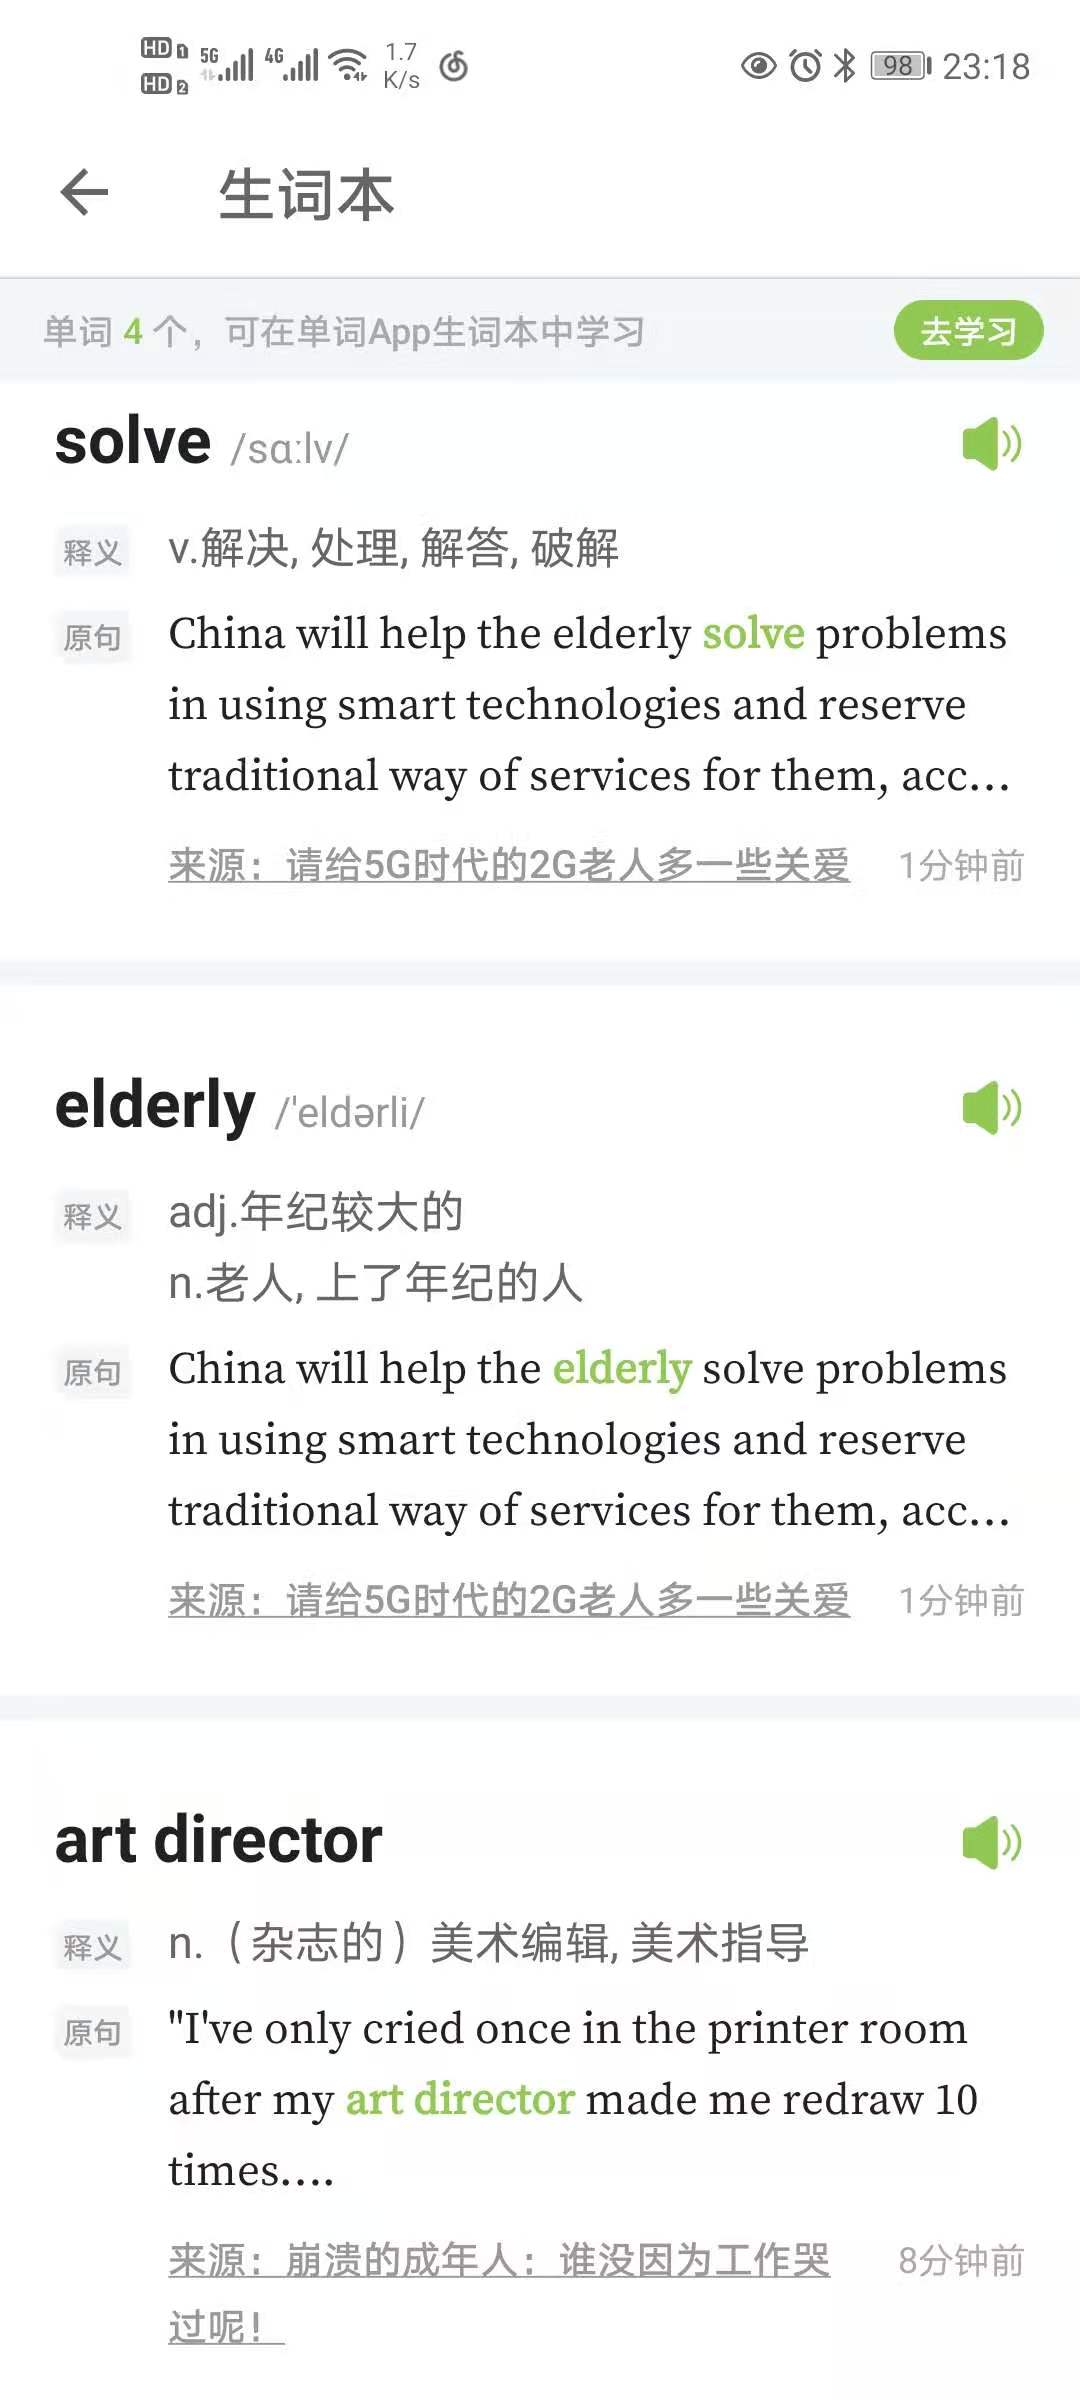 HD 1 5G 4G 1.7 98 23:18
HD 2 K/s
生词本
单词 4 个，可在单词App生词本中学习 去学习
solve /sɑːlv/
释义 v.解决, 处理, 解答, 破解
原句 China will help the elderly solve problems
in using smart technologies and reserve
traditional way of services for them, acc...
来源：请给5G时代的2G老人多一些关爱 1分钟前
elderly /ˈeldərli/
释义 adj.年纪较大的
n.老人, 上了年纪的人
原句 China will help the elderly solve problems
in using smart technologies and reserve
traditional way of services for them, acc...
来源：请给5G时代的2G老人多一些关爱 1分钟前
art director
释义 n.（杂志的）美术编辑, 美术指导
原句 "I've only cried once in the printer room
after my art director made me redraw 10
times....
来源：崩溃的成年人：谁没因为工作哭 8分钟前
过呢！